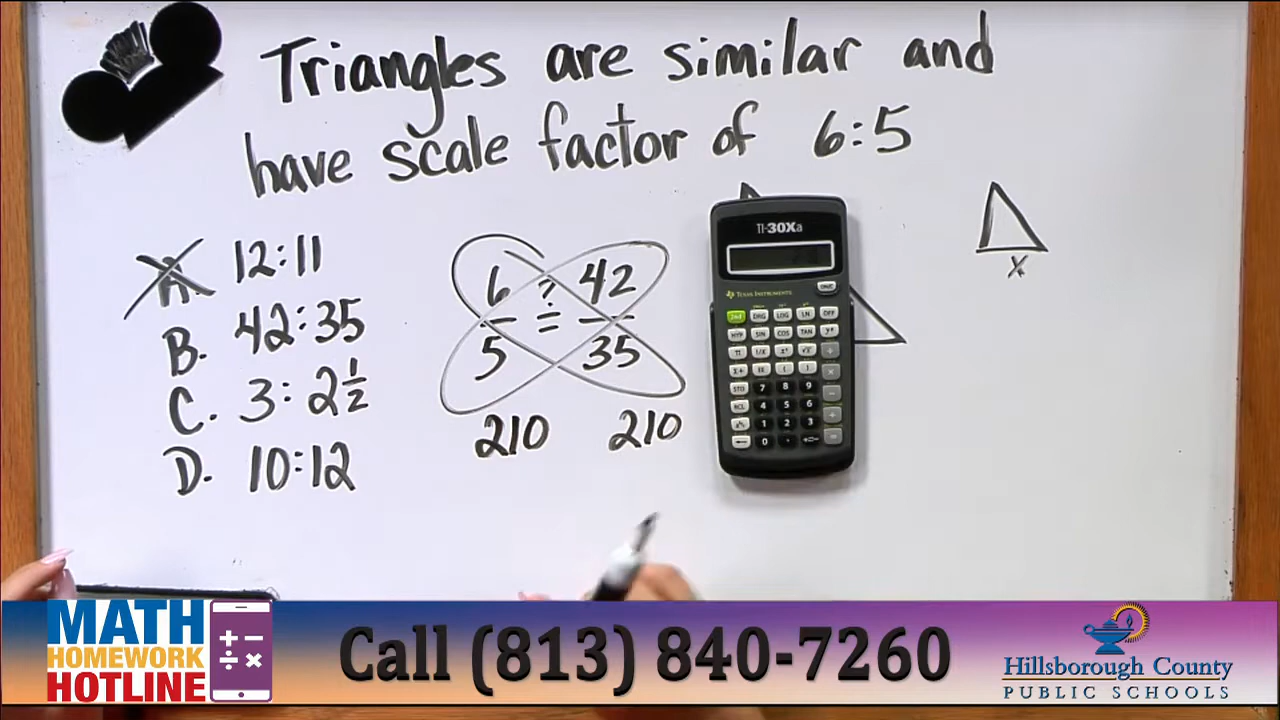 Triangles are similar and
have scale factor of 6:5
A. 12:11
B. 42:35
C. 3:2 1/2
D. 10:12
6/5 ?= 42/35
210 210
TI-30Xa
TEXAS INSTRUMENTS
x
MATH
HOMEWORK
HOTLINE
Call (813) 840-7260
Hillsborough County
PUBLIC SCHOOLS